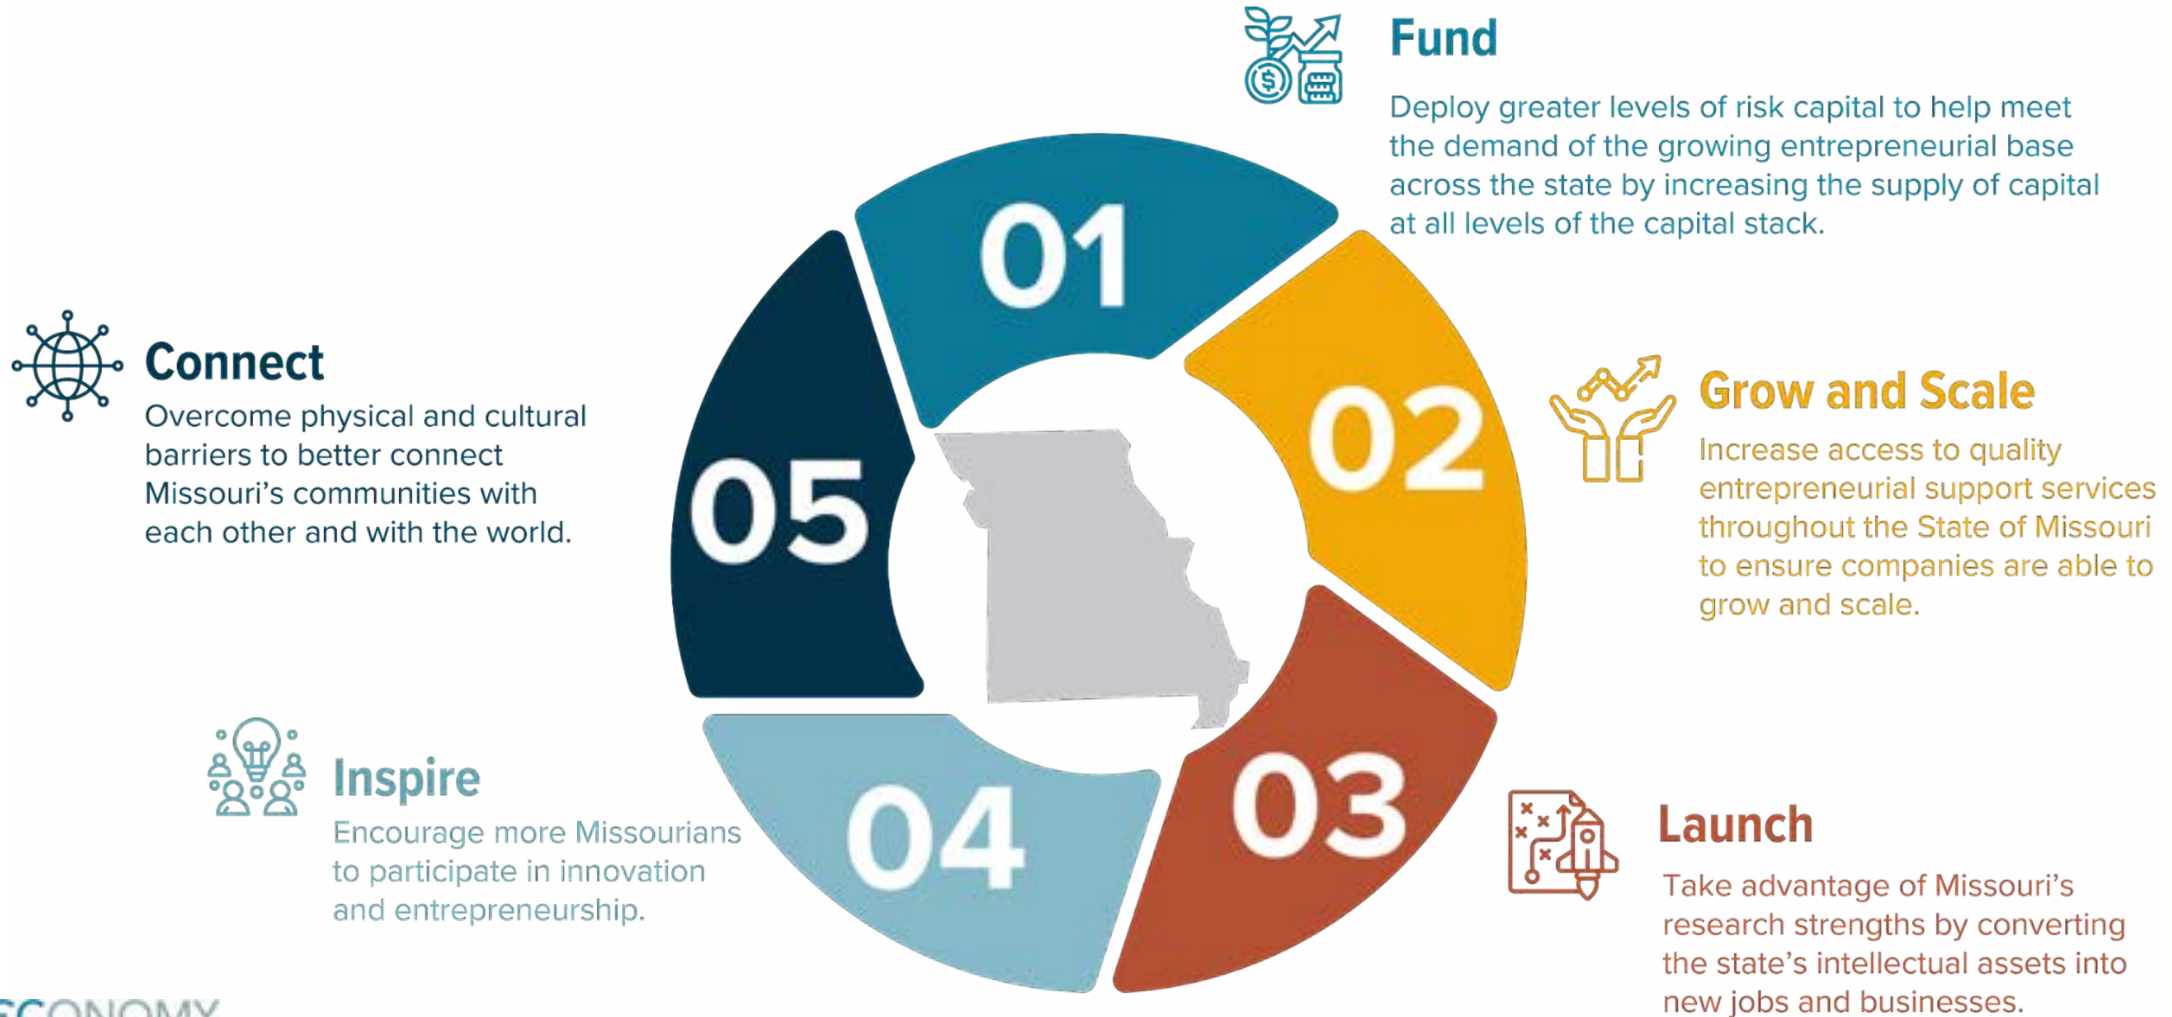 Fund
Deploy greater levels of risk capital to help meet
the demand of the growing entrepreneurial base
across the state by increasing the supply of capital
at all levels of the capital stack.
01
02
03
04
05
Grow and Scale
Increase access to quality
entrepreneurial support services
throughout the State of Missouri
to ensure companies are able to
grow and scale.
Launch
Take advantage of Missouri's
research strengths by converting
the state's intellectual assets into
new jobs and businesses.
Inspire
Encourage more Missourians
to participate in innovation
and entrepreneurship.
Connect
Overcome physical and cultural
barriers to better connect
Missouri's communities with
each other and with the world.
ECONOMY